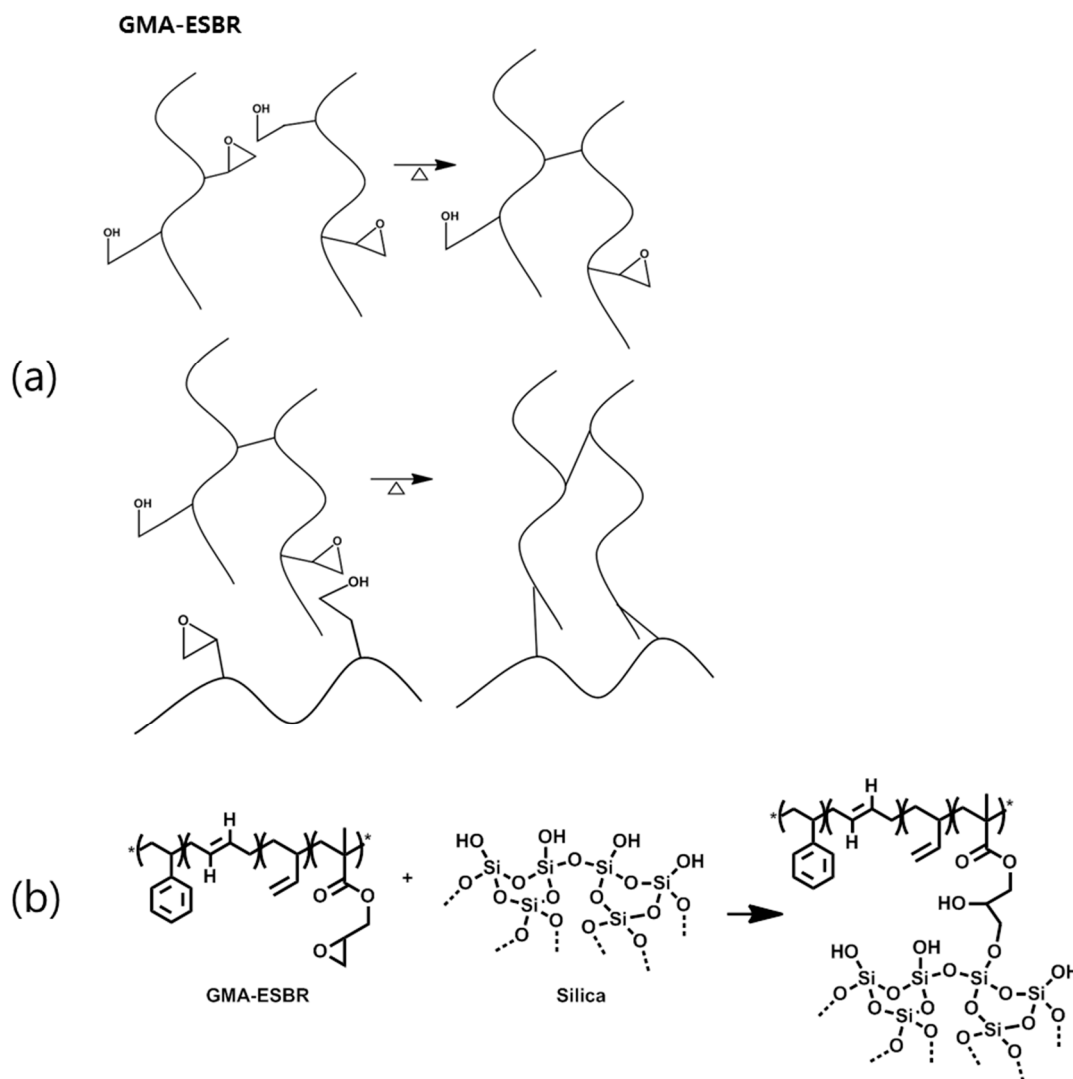 GMA-ESBR
OH
O
OH
O
△
OH
O
(a)
OH
O
OH
O
△
(b)
* H H * O O O
GMA-ESBR
+
HO OH OH OH
Si O Si O Si O Si
O O O O O
Si O Si O
O O O O
Silica
* H H *
O O
HO
O
HO OH OH
Si O Si O Si O Si
O O O O O
Si O Si O
O O O O